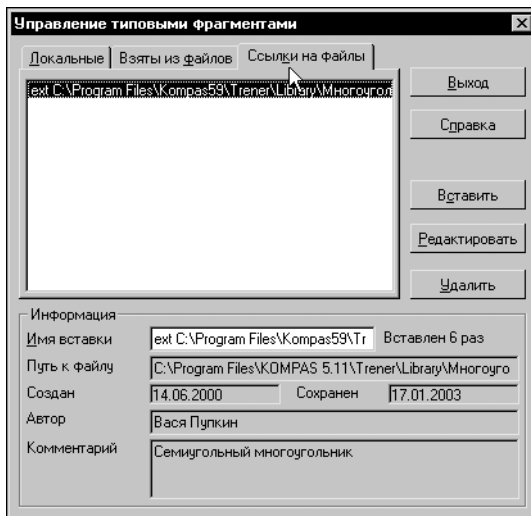 Управление типовыми фрагментами
Локальные Взяты из файлов Ссылки на файлы
ext C:\Program Files\Kompas59\Trener\Library\Многоугол
Выход
Справка
Вставить
Редактировать
Удалить
Информация
Имя вставки ext C:\Program Files\Kompas59\Tr Вставлен 6 раз
Путь к файлу C:\Program Files\KOMPAS 5.11\Trener\Library\Многоуго
Создан 14.06.2000 Сохранен 17.01.2003
Автор Вася Пупкин
Комментарий Семиугольный многоугольник